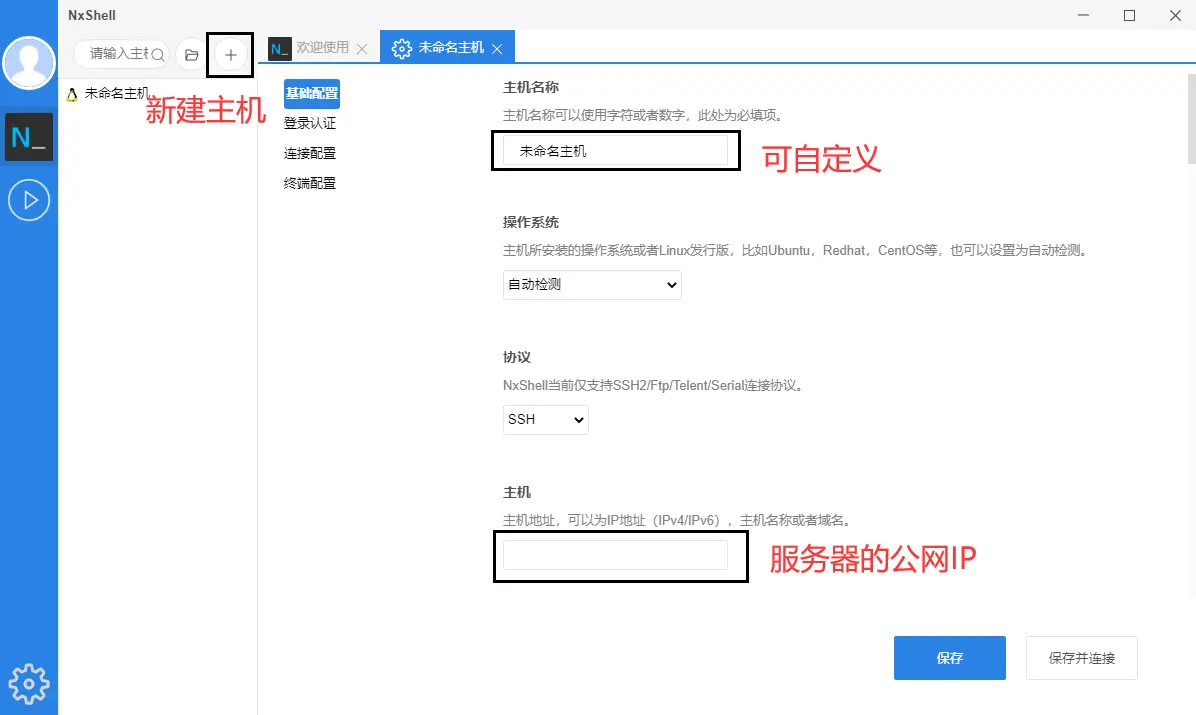 NxShell
请输入主机
N_ 欢迎使用
未命名主机
未命名主机
新建主机
N_
基础配置
登录认证
连接配置
终端配置
主机名称
主机名称可以使用字符或者数字，此处为必填项。
未命名主机
可自定义
操作系统
主机所安装的操作系统或者Linux发行版，比如Ubuntu，Redhat，CentOS等，也可以设置为自动检测。
自动检测
协议
NxShell当前仅支持SSH2/Ftp/Telent/Serial连接协议。
SSH
主机
主机地址，可以为IP地址（IPv4/IPv6），主机名称或者域名。
服务器的公网IP
保存
保存并连接